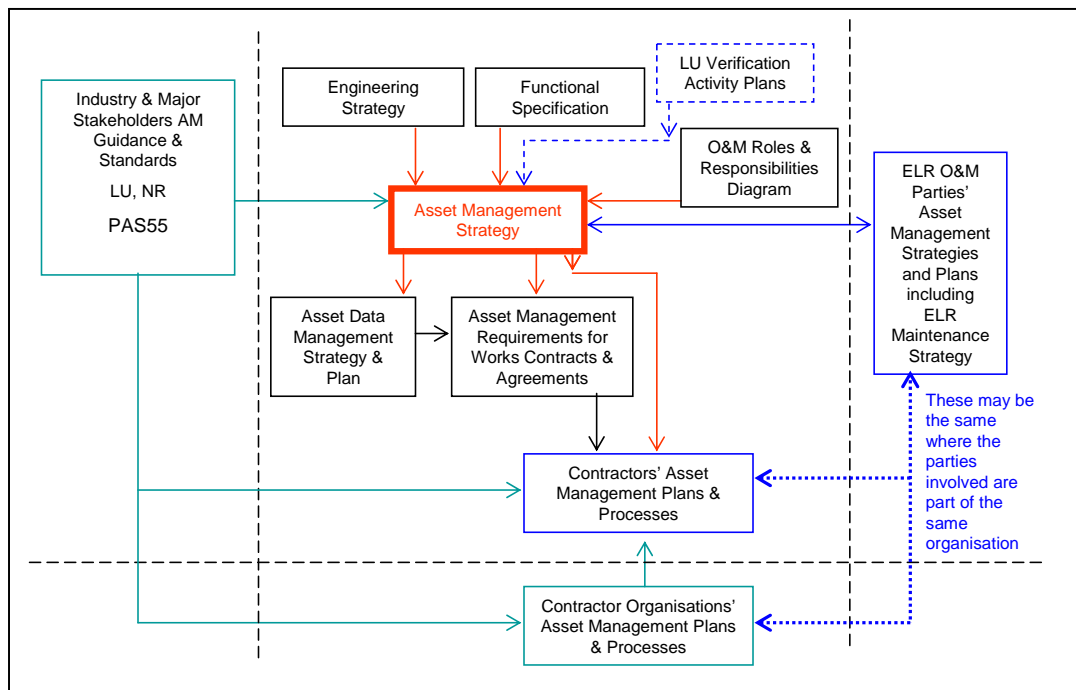 Industry & Major
Stakeholders AM
Guidance &
Standards
LU, NR
PAS55
Engineering
Strategy
Functional
Specification
LU Verification
Activity Plans
O&M Roles &
Responsibilities
Diagram
Asset Management
Strategy
ELR O&M
Parties’
Asset
Management
Strategies
and Plans
including
ELR
Maintenance
Strategy
Asset Data
Management
Strategy &
Plan
Asset Management
Requirements for
Works Contracts &
Agreements
These may be
the same
where the
parties
involved are
part of the
same
organisation
Contractors’ Asset
Management Plans &
Processes
Contractor Organisations’
Asset Management Plans
& Processes